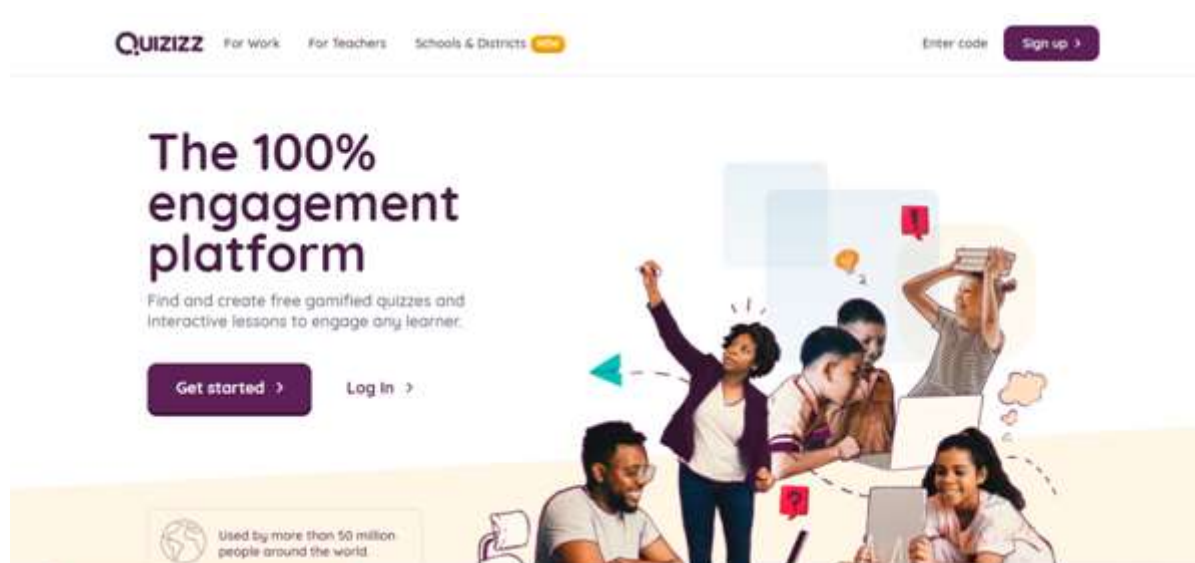 QUIZIZZ For Work For Teachers Schools & Districts NEW Enter code Sign up >
The 100%
engagement
platform
Find and create free gamified quizzes and
interactive lessons to engage any learner.
Get started > Log In >
!
2
?
Used by more than 50 million
people around the world